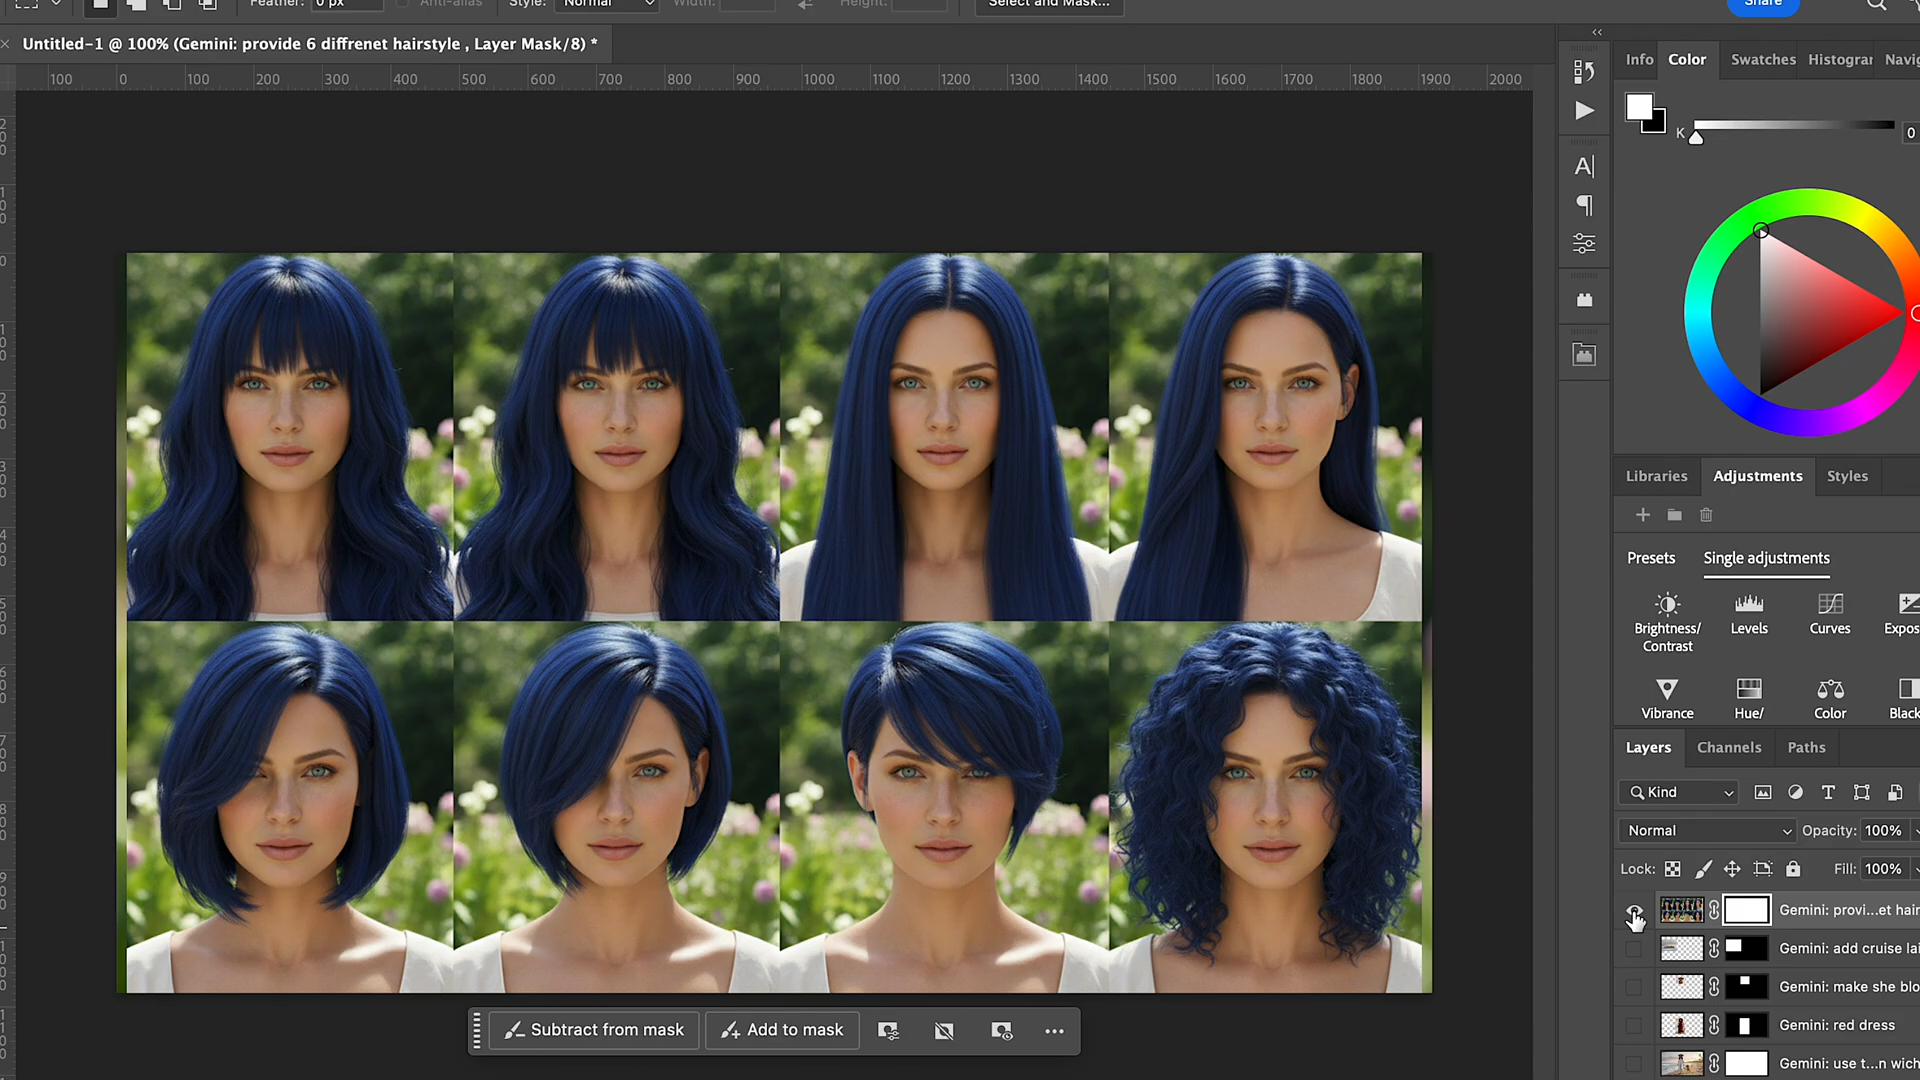 Feather: 0 px Anti-alias Style: Normal Width: Height: Select and Mask... Share
Untitled-1 @ 100% (Gemini: provide 6 diffrenet hairstyle , Layer Mask/8) *
100 0 100 200 300 400 500 600 700 800 900 1000 1100 1200 1300 1400 1500 1600 1700 1800 1900 2000
Info Color Swatches Histogram Navig
K 0
A
Libraries Adjustments Styles
Presets Single adjustments
Brightness/
Contrast
Levels Curves Expos
Vibrance Hue/ Color Black
Layers Channels Paths
Kind
Normal Opacity: 100%
Lock: Fill: 100%
Gemini: provi...et hair
Gemini: add cruise lai
Gemini: make she blo
Gemini: red dress
Gemini: use t...n wich
Subtract from mask Add to mask